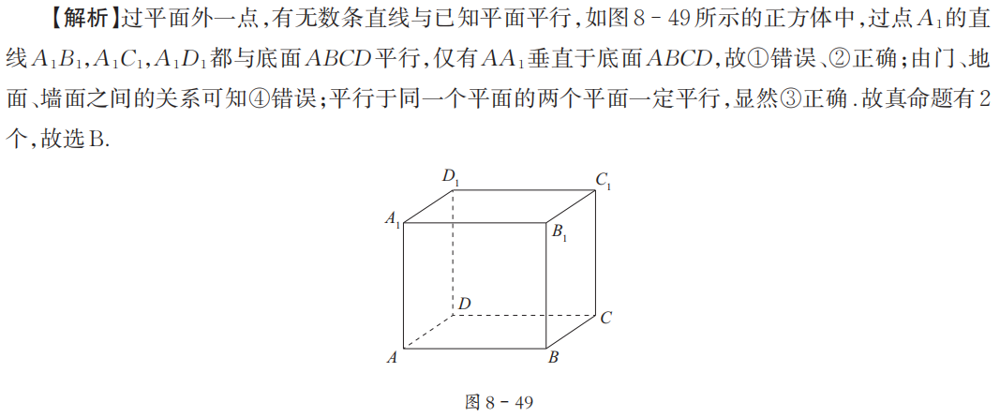 【解析】过平面外一点,有无数条直线与已知平面平行,如图8-49所示的正方体中,过点A₁的直
线A₁B₁,A₁C₁,A₁D₁都与底面ABCD平行,仅有AA₁垂直于底面ABCD,故①错误、②正确;由门、地
面、墙面之间的关系可知④错误;平行于同一个平面的两个平面一定平行,显然③正确.故真命题有2
个,故选B.
D₁
C₁
A₁
B₁
D
C
A
B
图8-49